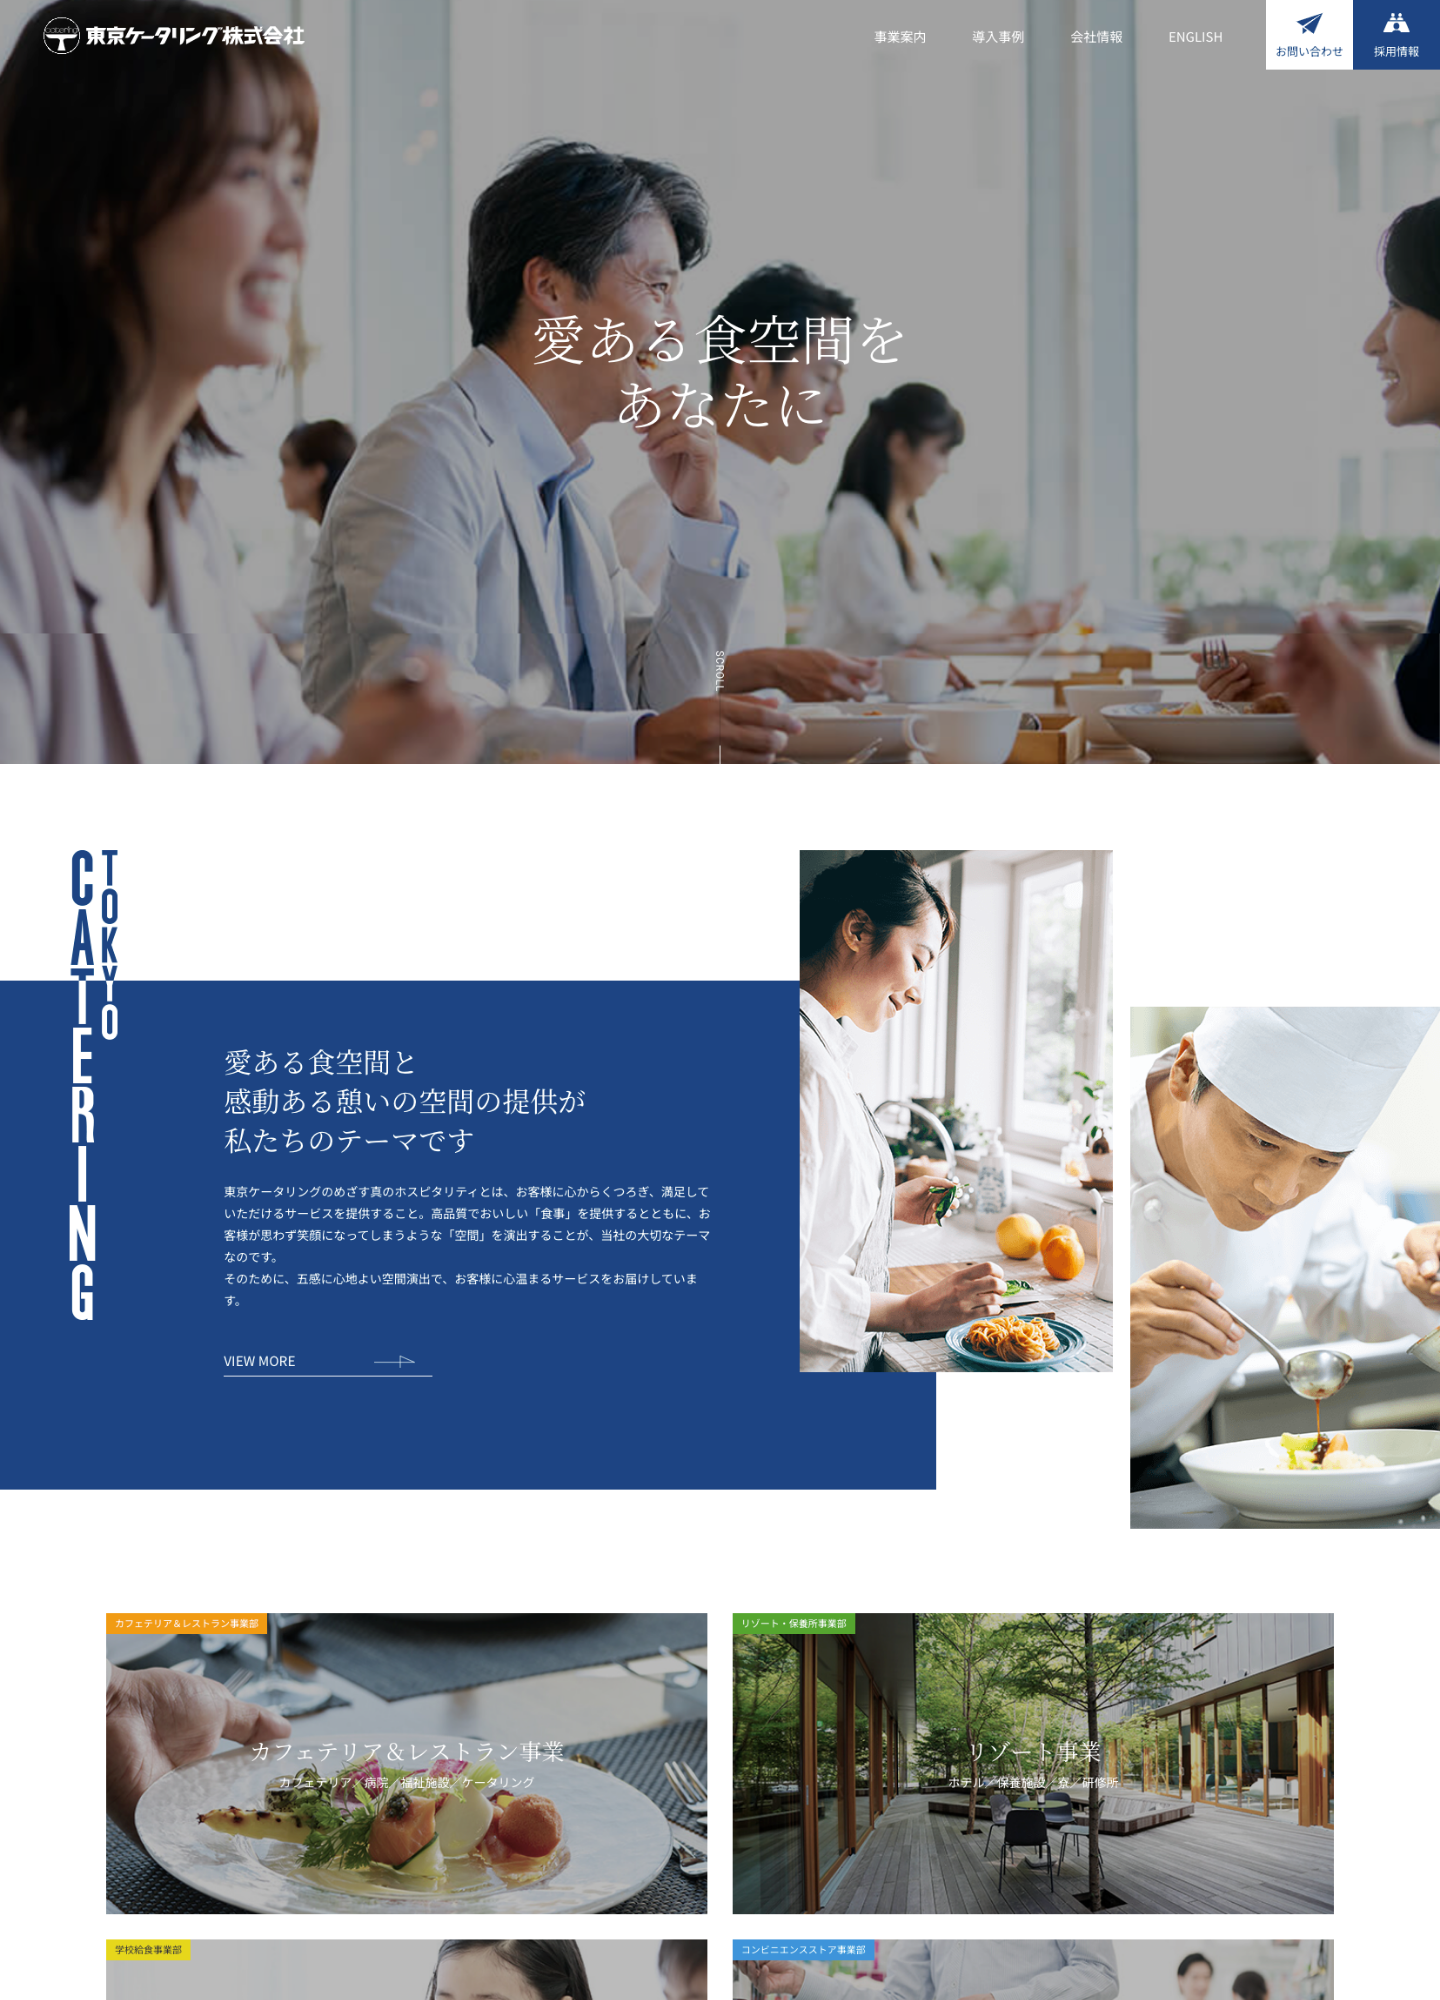 catering
東京ケータリング株式会社
事業案内
導入事例
会社情報
ENGLISH
お問い合わせ
採用情報
愛ある食空間を
あなたに
SCROLL
TOKYO
CATERING
愛ある食空間と
感動ある憩いの空間の提供が
私たちのテーマです
東京ケータリングのめざす真のホスピタリティとは、お客様に心からくつろぎ、満足して
いただけるサービスを提供すること。高品質でおいしい「食事」を提供するとともに、お
客様が思わず笑顔になってしまうような「空間」を演出することが、当社の大切なテーマ
なのです。
そのために、五感に心地よい空間演出で、お客様に心温まるサービスをお届けしていま
す。
VIEW MORE
カフェテリア＆レストラン事業部
カフェテリア＆レストラン事業
カフェテリア／病院／福祉施設／ケータリング
リゾート・保養所事業部
リゾート事業
ホテル／保養施設／寮／研修所
学校給食事業部
コンビニエンスストア事業部